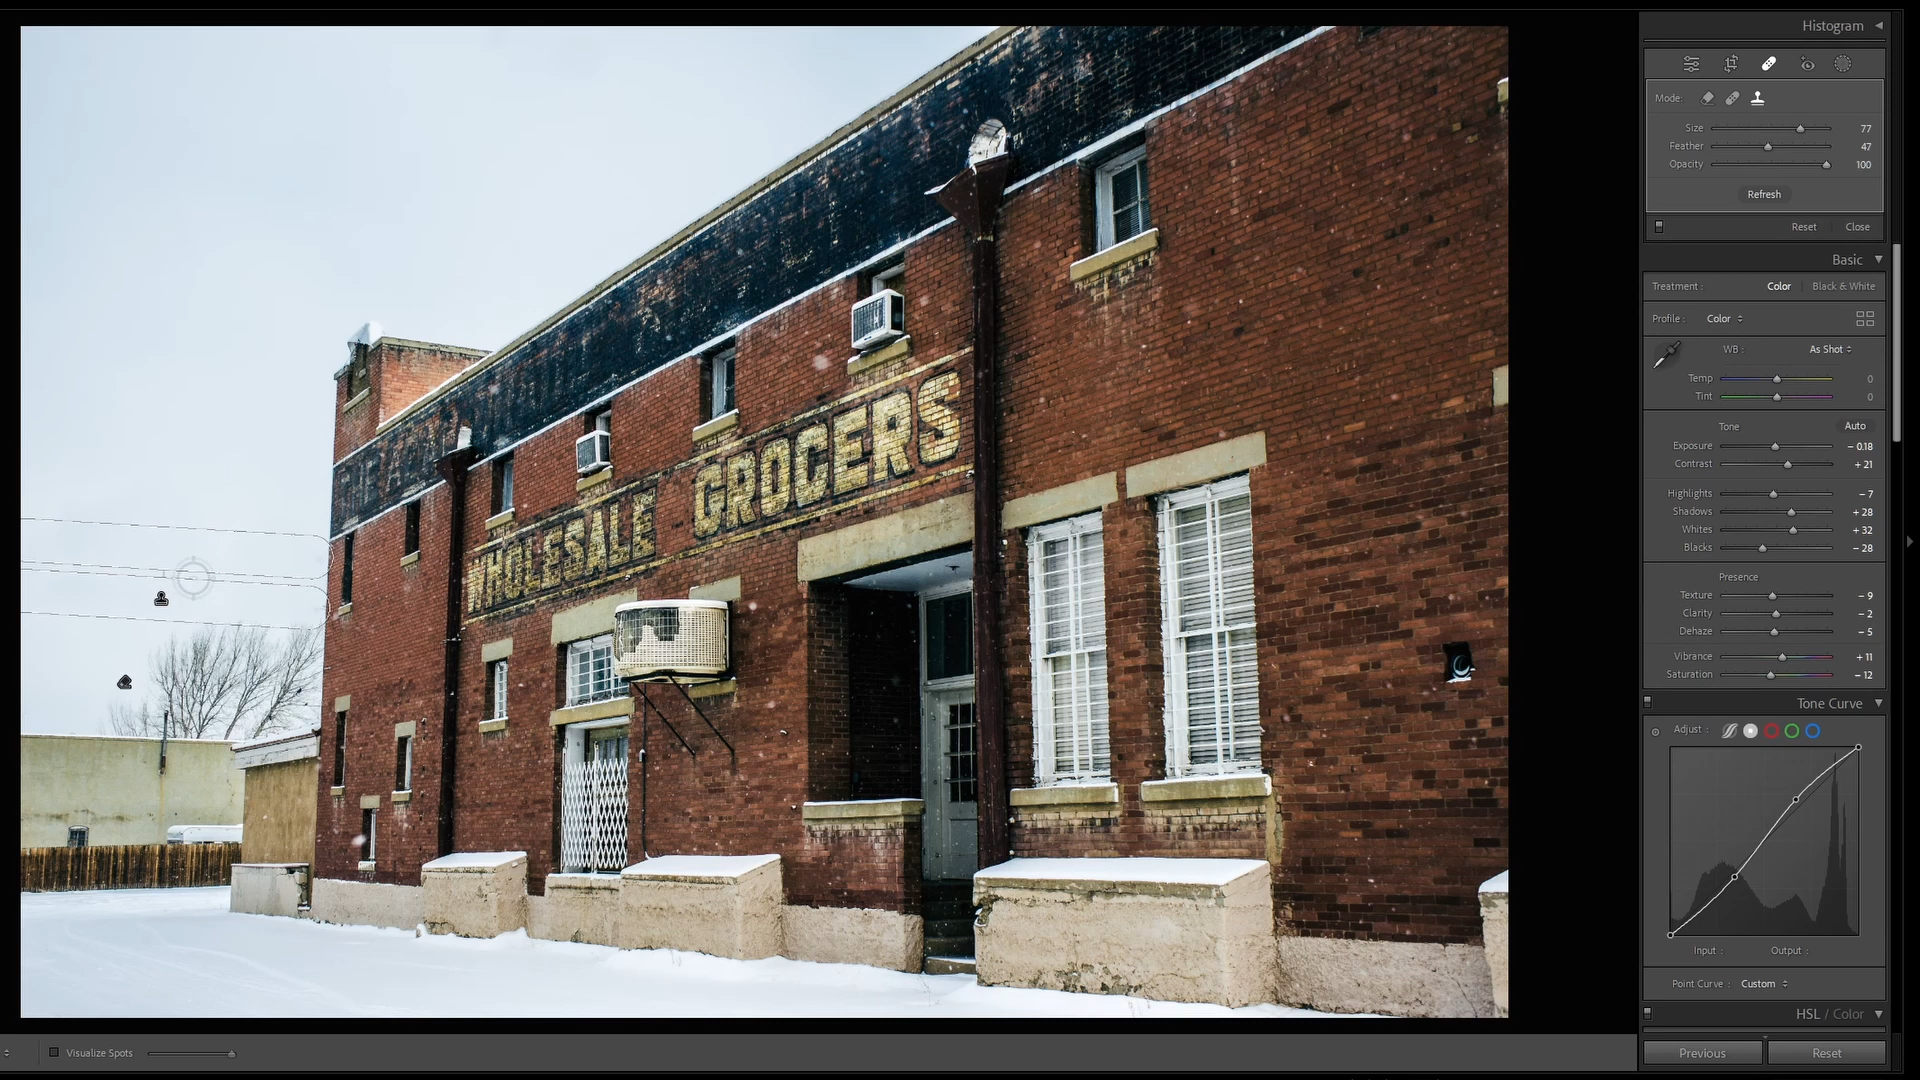 Histogram
Mode:
Size 77
Feather 47
Opacity 100
Refresh
Reset Close
Basic
Treatment : Color Black & White
Profile : Color
WB : As Shot
Temp 0
Tint 0
Tone Auto
Exposure – 0.18
Contrast + 21
Highlights – 7
Shadows + 28
Whites + 32
Blacks – 28
Presence
Texture – 9
Clarity – 2
Dehaze – 5
Vibrance + 11
Saturation – 12
Tone Curve
Adjust :
Input : Output :
Point Curve : Custom
HSL / Color
Previous Reset
WHOLESALE GROCERS
Visualize Spots